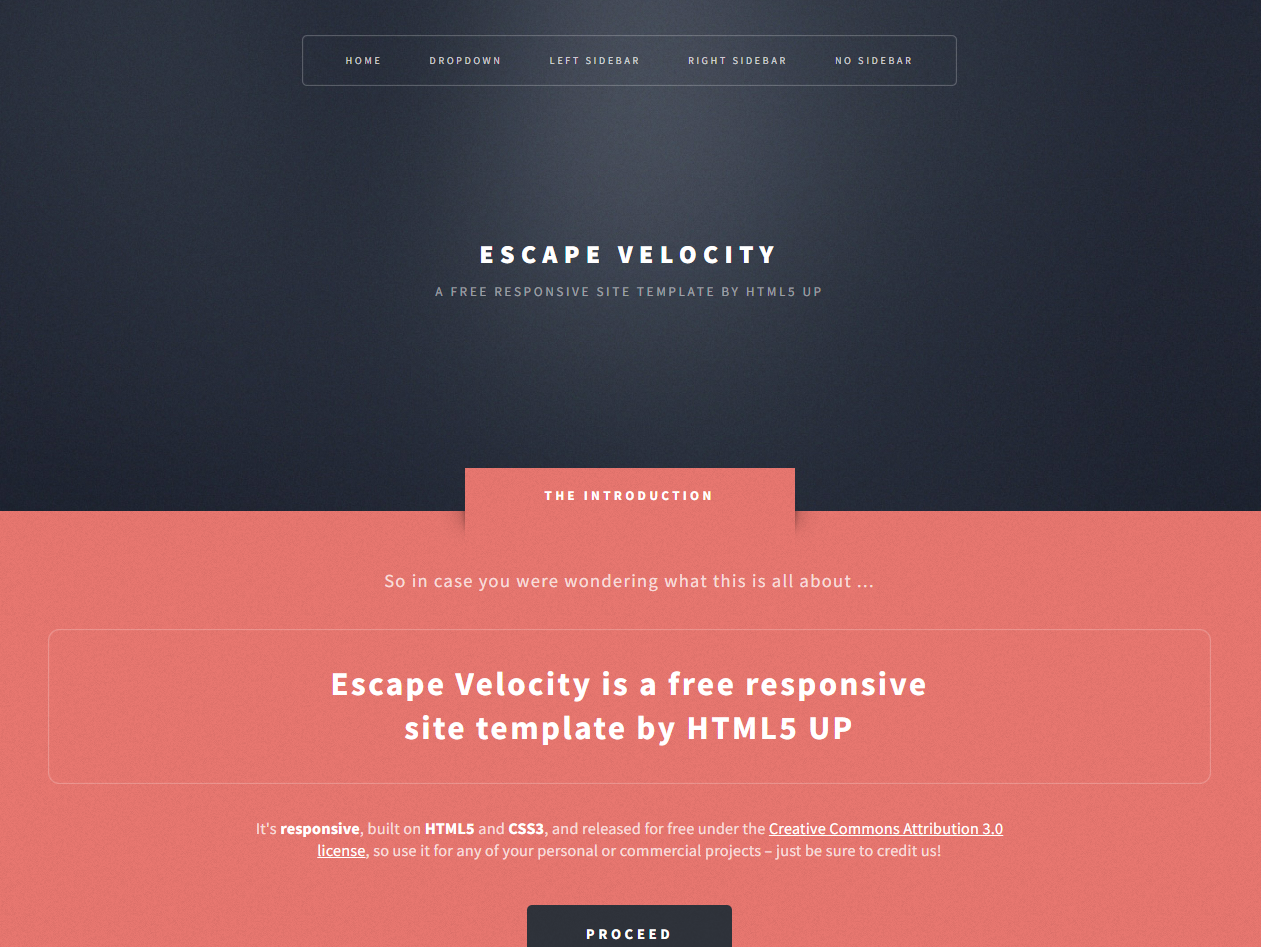 HOME DROPDOWN LEFT SIDEBAR RIGHT SIDEBAR NO SIDEBAR
ESCAPE VELOCITY
A FREE RESPONSIVE SITE TEMPLATE BY HTML5 UP
THE INTRODUCTION
So in case you were wondering what this is all about ...
Escape Velocity is a free responsive
site template by HTML5 UP
It's responsive, built on HTML5 and CSS3, and released for free under the Creative Commons Attribution 3.0
license, so use it for any of your personal or commercial projects – just be sure to credit us!
PROCEED